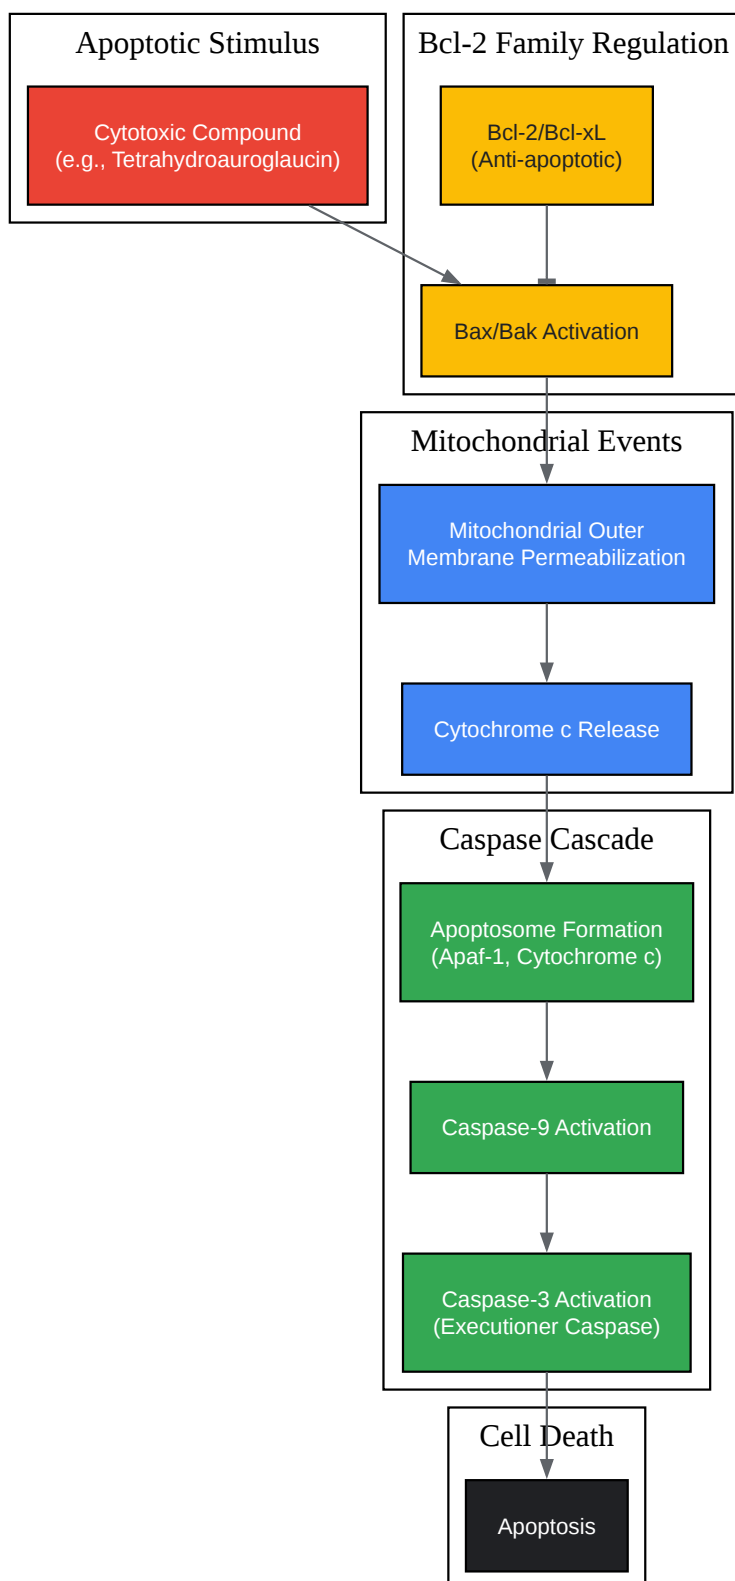 Apoptotic Stimulus
Cytotoxic Compound
(e.g., Tetrahydroauroglaucin)
Bcl-2 Family Regulation
Bcl-2/Bcl-xL
(Anti-apoptotic)
Bax/Bak Activation
Mitochondrial Events
Mitochondrial Outer
Membrane Permeabilization
Cytochrome c Release
Caspase Cascade
Apoptosome Formation
(Apaf-1, Cytochrome c)
Caspase-9 Activation
Caspase-3 Activation
(Executioner Caspase)
Cell Death
Apoptosis